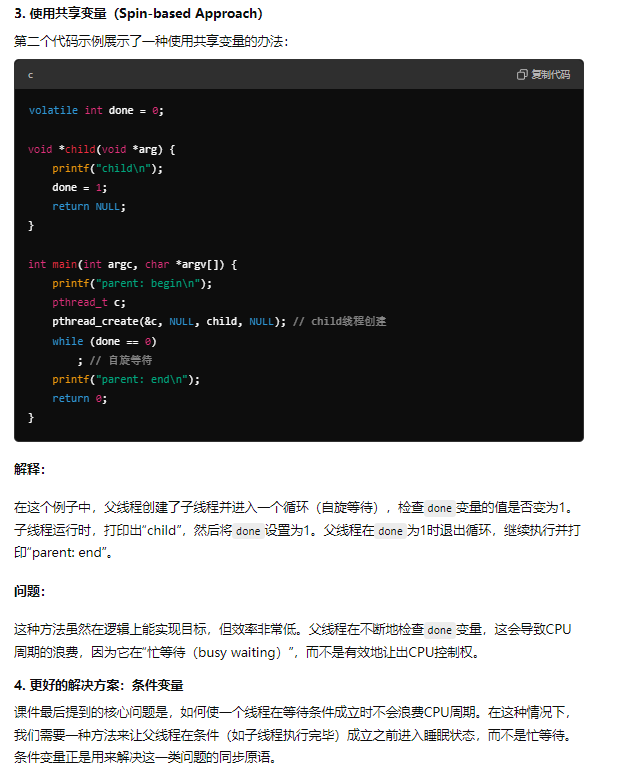 3. 使用共享变量（Spin-based Approach）
第二个代码示例展示了一种使用共享变量的办法：
c 复制代码
volatile int done = 0;
void *child(void *arg) {
    printf("child\n");
    done = 1;
    return NULL;
}
int main(int argc, char *argv[]) {
    printf("parent: begin\n");
    pthread_t c;
    pthread_create(&c, NULL, child, NULL); // child线程创建
    while (done == 0)
        ; // 自旋等待
    printf("parent: end\n");
    return 0;
}
解释：
在这个例子中，父线程创建了子线程并进入一个循环（自旋等待），检查 done 变量的值是否变为1。
子线程运行时，打印出“child”，然后将 done 设置为1。父线程在 done 为1时退出循环，继续执行并打
印“parent: end”。
问题：
这种方法虽然在逻辑上能实现目标，但效率非常低。父线程在不断地检查 done 变量，这会导致CPU
周期的浪费，因为它在“忙等待（busy waiting）”，而不是有效地让出CPU控制权。
4. 更好的解决方案：条件变量
课件最后提到的核心问题是，如何使一个线程在等待条件成立时不会浪费CPU周期。在这种情况下，
我们需要一种方法来让父线程在条件（如子线程执行完毕）成立之前进入睡眠状态，而不是忙等待。
条件变量正是用来解决这一类问题的同步原语。